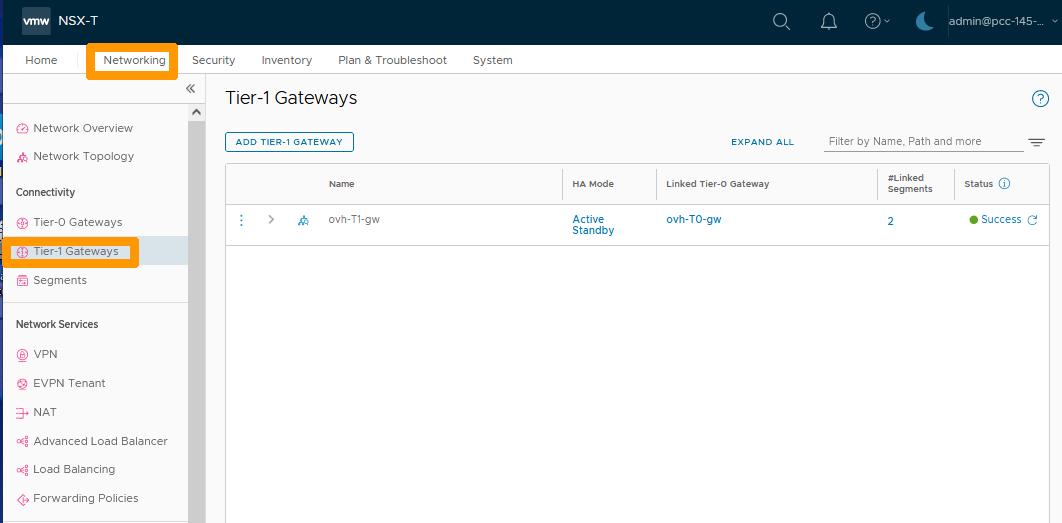 vmw NSX-T
admin@pcc-145-...
Home Networking Security Inventory Plan & Troubleshoot System
Network Overview
Network Topology
Connectivity
Tier-0 Gateways
Tier-1 Gateways
Segments
Network Services
VPN
EVPN Tenant
NAT
Advanced Load Balancer
Load Balancing
Forwarding Policies
Tier-1 Gateways
ADD TIER-1 GATEWAY
EXPAND ALL
Filter by Name, Path and more
Name
HA Mode
Linked Tier-0 Gateway
#Linked
Segments
Status
ovh-T1-gw
Active
Standby
ovh-T0-gw
2
Success